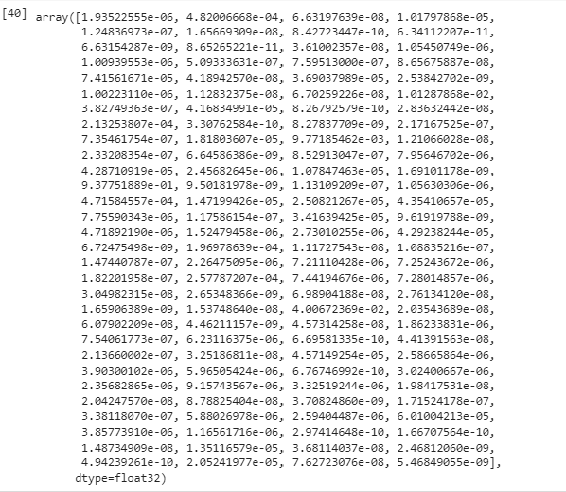 [40] array([1.93522555e-06, 4.82006668e-04, 6.63197639e-08, 1.01797868e-05,
1.24836973e-07, 1.65669309e-08, 8.42723447e-10, 6.34112207e-11,
6.63154287e-09, 8.65265221e-11, 3.61002357e-08, 1.05450749e-06,
1.00939553e-06, 5.09333631e-07, 7.59513000e-07, 8.65675887e-08,
7.41561671e-05, 4.18942570e-08, 3.69037989e-05, 2.53842702e-09,
1.00223110e-06, 1.12832375e-08, 6.70259226e-08, 1.01287868e-02,
3.82749363e-07, 4.16834991e-05, 8.26792579e-10, 2.83632442e-08,
2.13253807e-04, 3.30762584e-10, 8.27837709e-09, 2.17167525e-07,
7.35461754e-07, 1.81803607e-05, 9.77185462e-03, 1.21066028e-08,
2.33208354e-07, 6.64586386e-09, 8.52913047e-07, 7.95646702e-06,
4.28710919e-05, 2.45682645e-06, 1.07847463e-05, 1.69101178e-09,
9.37751889e-01, 9.50181978e-09, 1.13109209e-07, 1.05630306e-06,
4.71584557e-04, 1.47199426e-05, 2.50821267e-05, 4.35410657e-05,
7.75590343e-06, 1.17586154e-07, 3.41639425e-05, 9.61919788e-09,
4.71892190e-06, 1.52479458e-06, 2.73010255e-06, 4.29238244e-05,
6.72475498e-09, 1.96978639e-04, 1.11727543e-08, 1.08835216e-07,
1.47440787e-07, 2.26475095e-06, 7.21110428e-06, 7.25243672e-06,
1.82201958e-07, 2.57787207e-04, 7.44194676e-06, 7.28014857e-06,
3.04982315e-08, 2.65348366e-09, 6.98904188e-08, 2.76134120e-08,
1.65906389e-09, 1.53748640e-08, 4.00672369e-02, 2.03543689e-08,
6.07902209e-08, 4.46211157e-09, 4.57314258e-08, 1.86233831e-06,
7.54061773e-07, 6.23116375e-06, 6.69581335e-10, 4.41391563e-08,
2.13660002e-07, 3.25186811e-08, 4.57149254e-05, 2.58665864e-06,
3.90300102e-06, 5.96505424e-06, 6.76746992e-10, 3.02400667e-06,
2.35682865e-06, 9.15743567e-06, 3.32519244e-06, 1.98417531e-08,
2.04247570e-08, 8.78825404e-08, 3.70824860e-09, 1.71524178e-07,
3.38118070e-07, 5.88026978e-06, 2.59404487e-06, 6.01004213e-05,
3.85773910e-06, 1.16561716e-06, 2.97414648e-10, 1.66707564e-10,
1.48734909e-08, 1.35116579e-05, 3.68114037e-08, 2.46812060e-09,
4.94239261e-10, 2.05241977e-05, 7.62723076e-08, 5.46849055e-09],
dtype=float32)